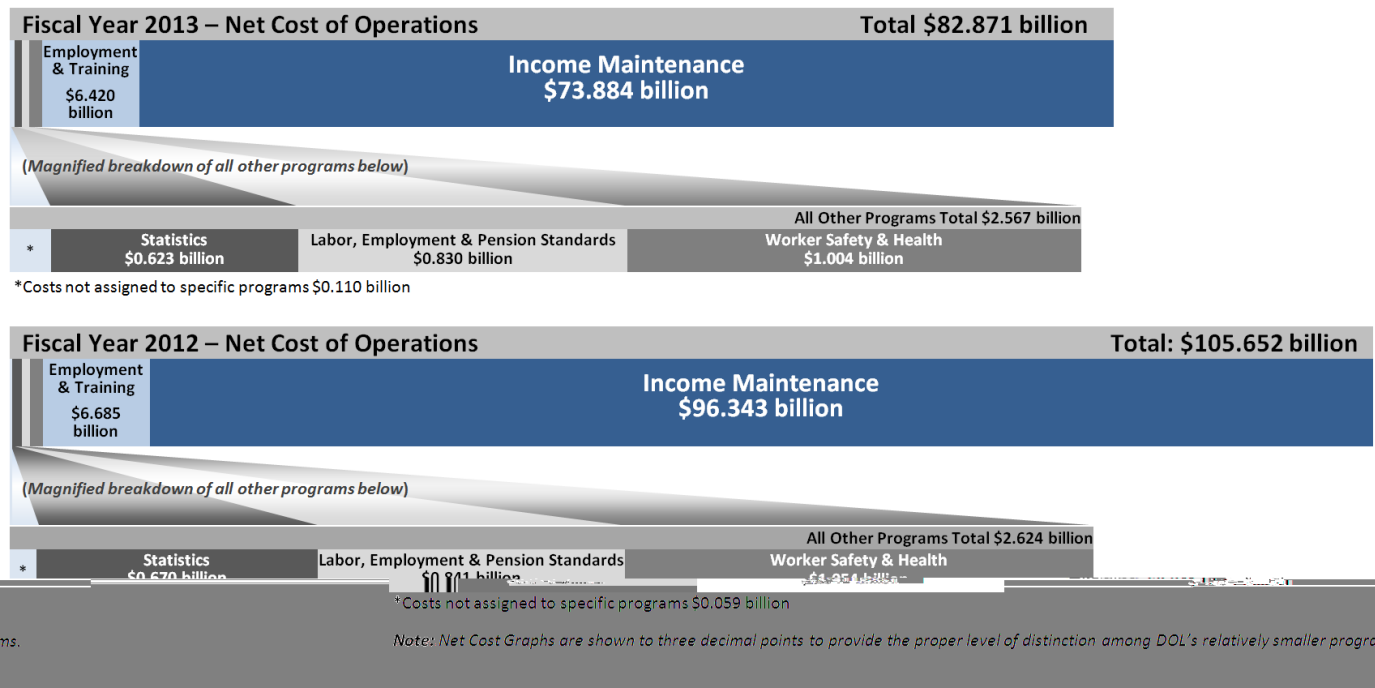 Fiscal Year 2013 – Net Cost of Operations
Total $82.871 billion
Employment
& Training
$6.420
billion
Income Maintenance
$73.884 billion
(Magnified breakdown of all other programs below)
All Other Programs Total $2.567 billion
*
Statistics
$0.623 billion
Labor, Employment & Pension Standards
$0.830 billion
Worker Safety & Health
$1.004 billion
*Costs not assigned to specific programs $0.110 billion
Fiscal Year 2012 – Net Cost of Operations
Total: $105.652 billion
Employment
& Training
$6.685
billion
Income Maintenance
$96.343 billion
(Magnified breakdown of all other programs below)
All Other Programs Total $2.624 billion
*
Statistics
$0.670 billion
Labor, Employment & Pension Standards
billion
Worker Safety & Health
*Costs not assigned to specific programs $0.059 billion
Note: Net Cost Graphs are shown to three decimal points to provide the proper level of distinction among DOL's relatively smaller progra
ms.